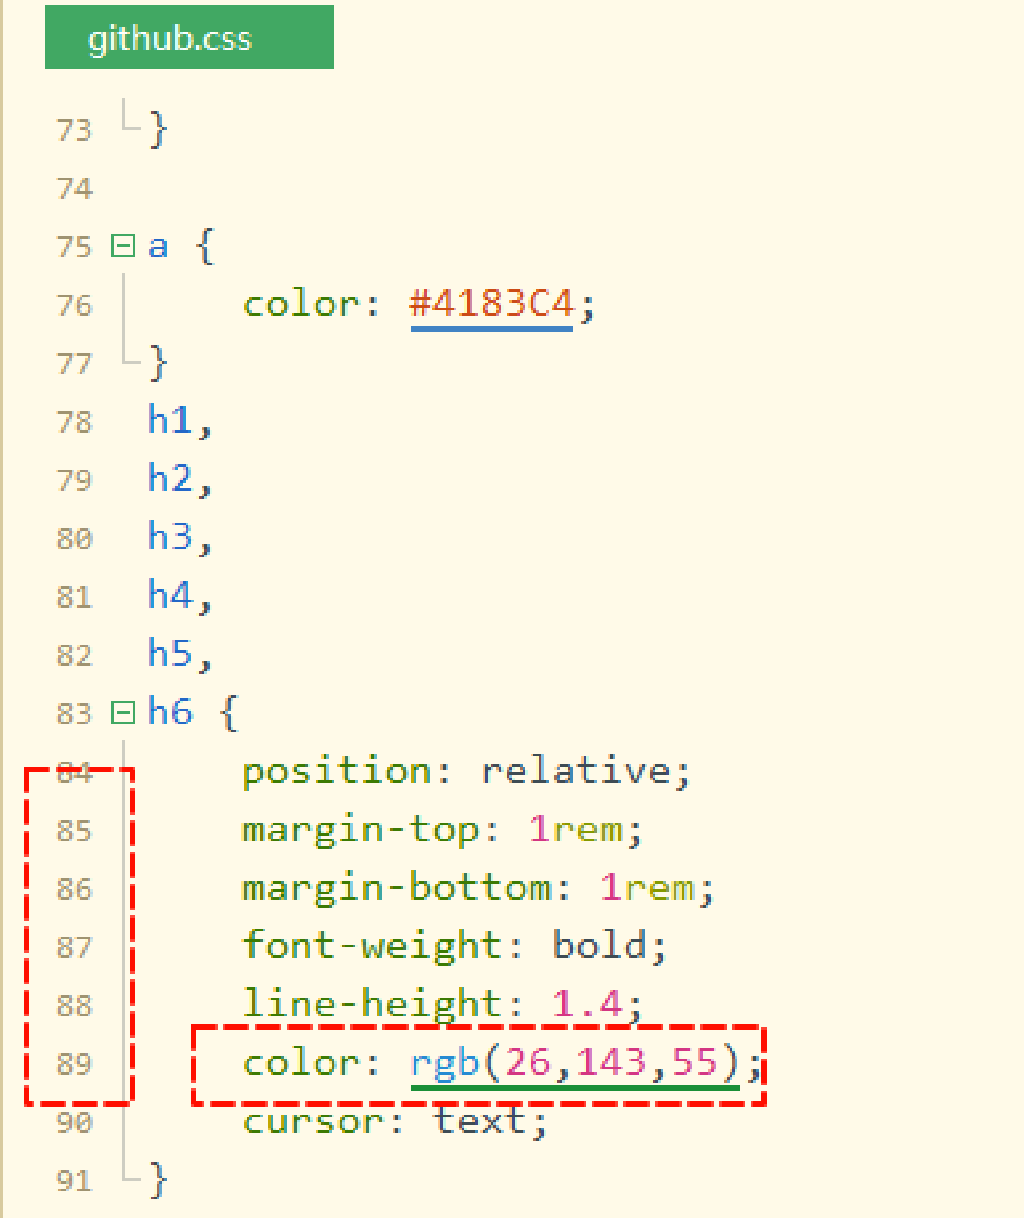 github.css
73 }
74
75 a {
76 color: #4183C4;
77 }
78 h1,
79 h2,
80 h3,
81 h4,
82 h5,
83 h6 {
84 position: relative;
85 margin-top: 1rem;
86 margin-bottom: 1rem;
87 font-weight: bold;
88 line-height: 1.4;
89 color: rgb(26,143,55);
90 cursor: text;
91 }